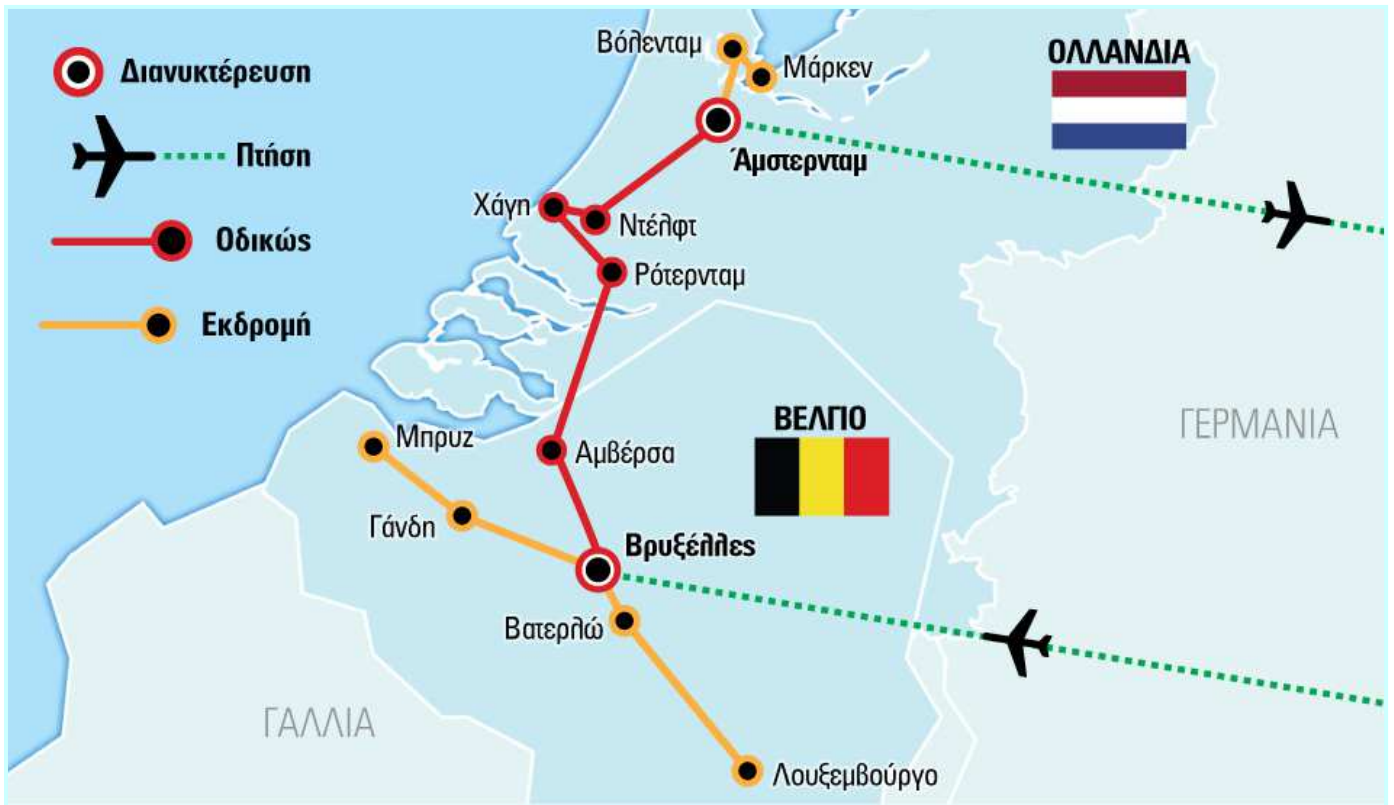 Διανυκτέρευση
Πτήση
Οδικώς
Εκδρομή
Βόλενταμ
Μάρκεν
ΟΛΛΑΝΔΙΑ
Άμστερνταμ
Χάγη
Ντέλφτ
Ρότερνταμ
ΒΕΛΓΙΟ
ΓΕΡΜΑΝΙΑ
Μπρυζ
Αμβέρσα
Γάνδη
Βρυξέλλες
Βατερλώ
ΓΑΛΛΙΑ
Λουξεμβούργο